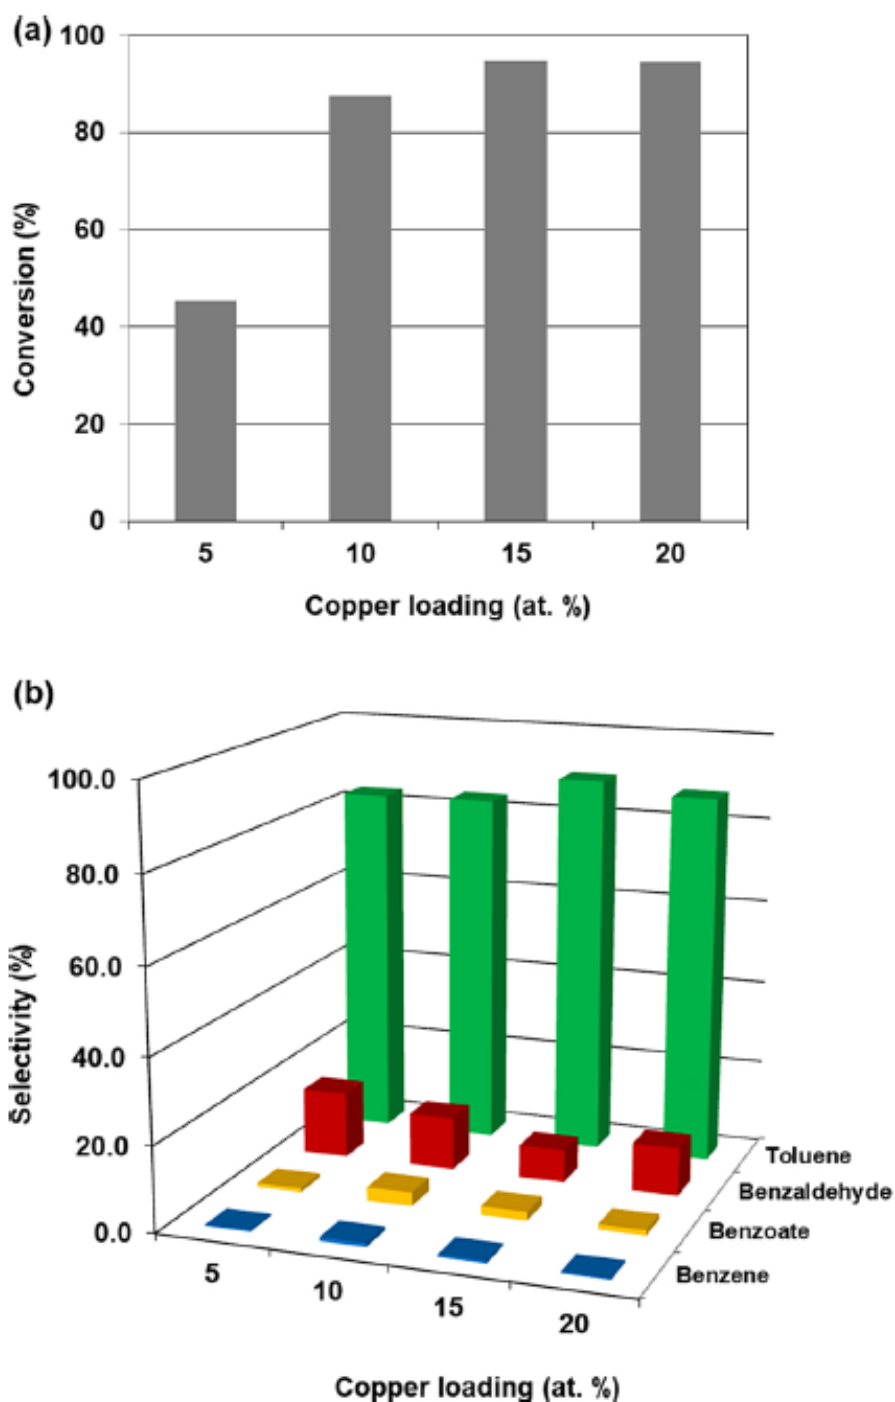 (a)
100
80
60
40
20
0
Conversion (%)
5 10 15 20
Copper loading (at. %)
(b)
100.0
80.0
60.0
40.0
20.0
0.0
Selectivity (%)
Toluene
Benzaldehyde
Benzoate
Benzene
5 10 15 20
Copper loading (at. %)